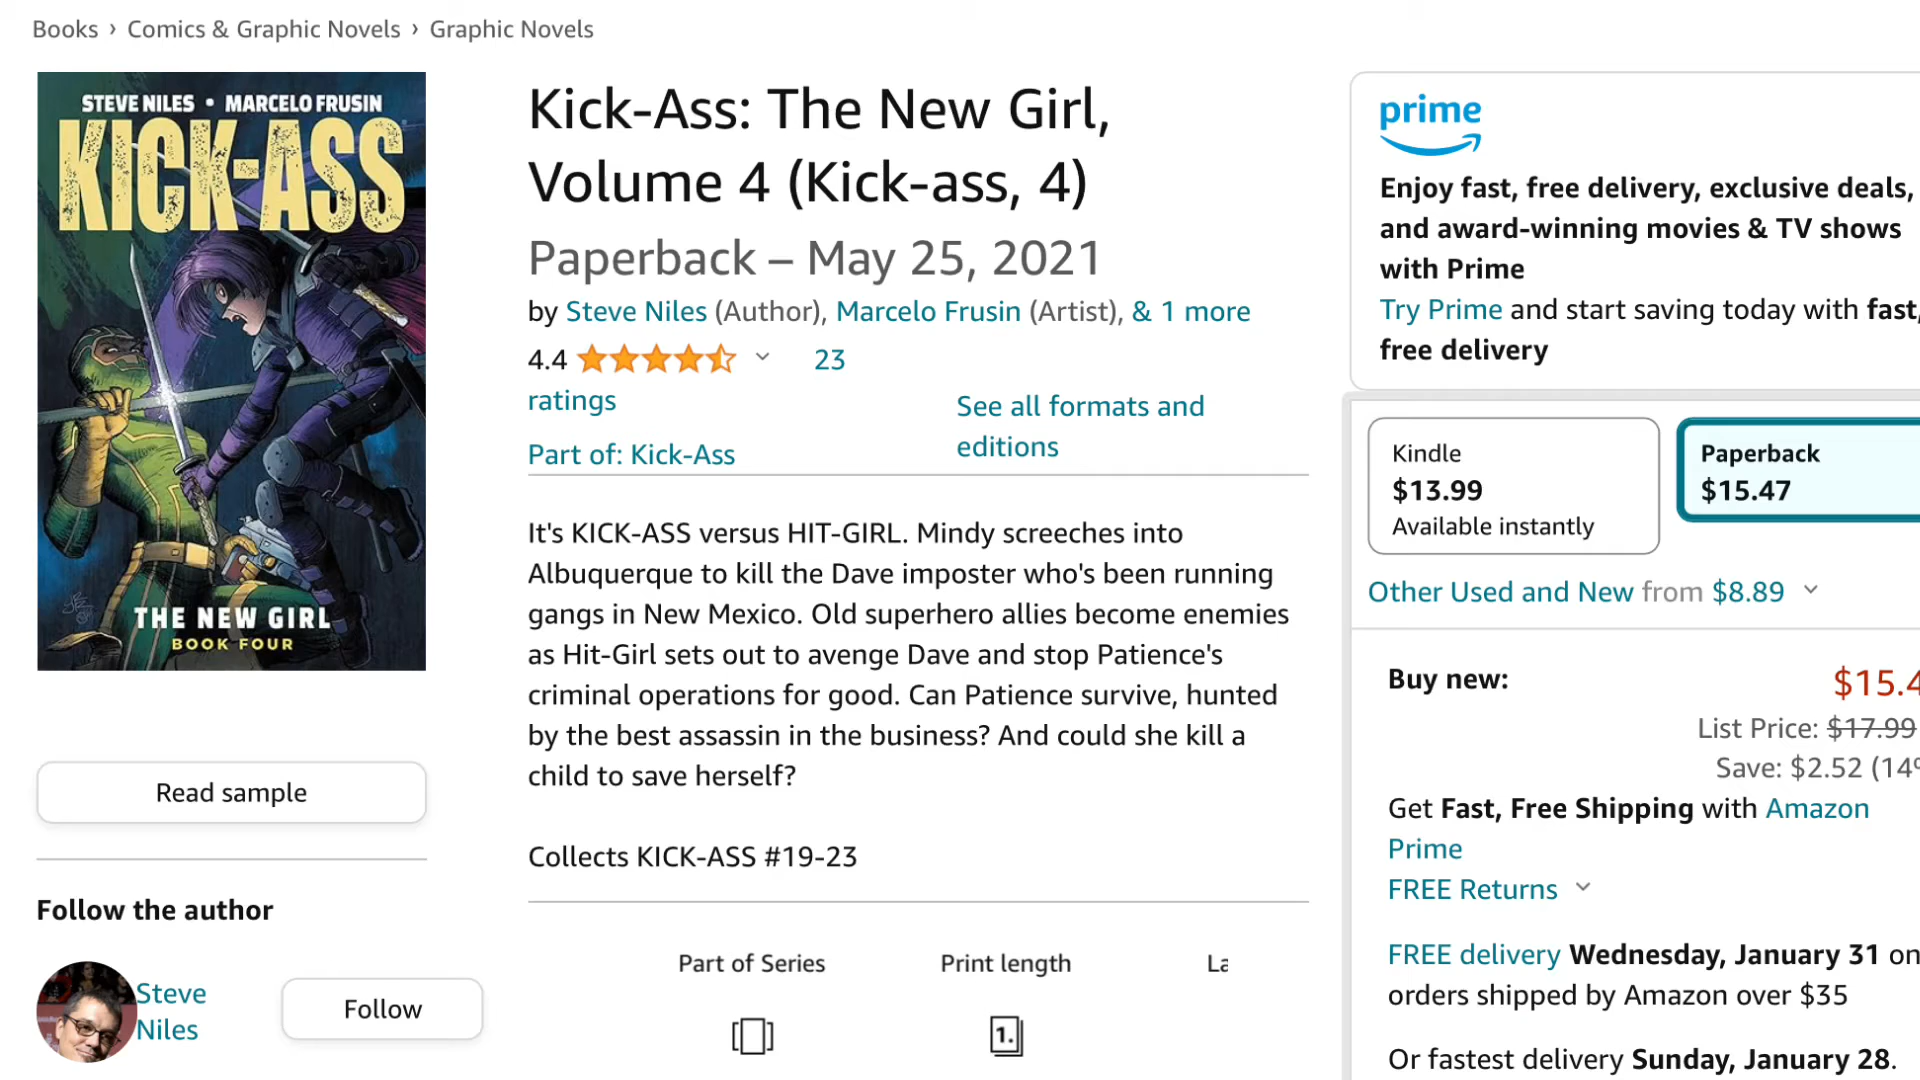 Books › Comics & Graphic Novels › Graphic Novels
STEVE NILES • MARCELO FRUSIN
KICK-ASS
THE NEW GIRL
BOOK FOUR
Read sample
Follow the author
Steve
Niles
Follow
Kick-Ass: The New Girl,
Volume 4 (Kick-ass, 4)
Paperback – May 25, 2021
by Steve Niles (Author), Marcelo Frusin (Artist), & 1 more
4.4 23
ratings
See all formats and
editions
Part of: Kick-Ass
It's KICK-ASS versus HIT-GIRL. Mindy screeches into
Albuquerque to kill the Dave imposter who's been running
gangs in New Mexico. Old superhero allies become enemies
as Hit-Girl sets out to avenge Dave and stop Patience's
criminal operations for good. Can Patience survive, hunted
by the best assassin in the business? And could she kill a
child to save herself?
Collects KICK-ASS #19-23
Part of Series
Print length
1.
prime
Enjoy fast, free delivery, exclusive deals,
and award-winning movies & TV shows
with Prime
Try Prime and start saving today with fast,
free delivery
Kindle
$13.99
Available instantly
Paperback
$15.47
Other Used and New from $8.89
Buy new:
$15.4
List Price: $17.99
Save: $2.52 (14
Get Fast, Free Shipping with Amazon
Prime
FREE Returns
FREE delivery Wednesday, January 31 on
orders shipped by Amazon over $35
Or fastest delivery Sunday, January 28.